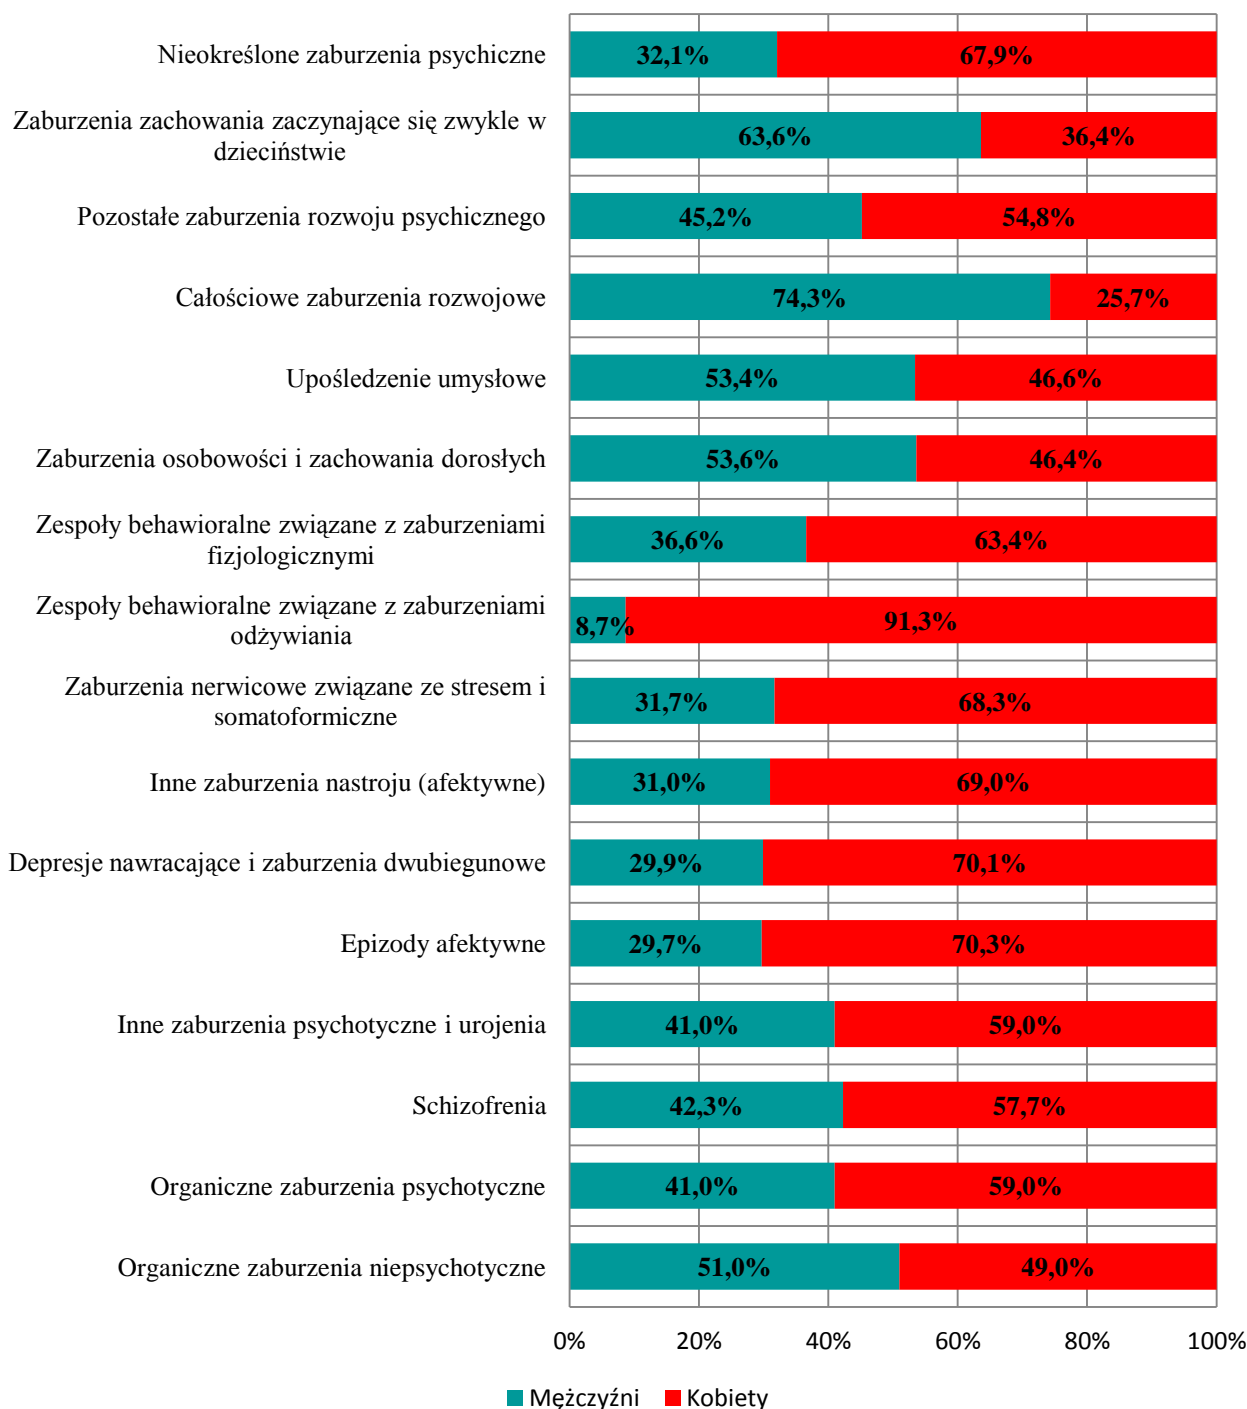 Nieokreślone zaburzenia psychiczne
32,1% 67,9%
Zaburzenia zachowania zaczynające się zwykle w
dzieciństwie
63,6% 36,4%
Pozostałe zaburzenia rozwoju psychicznego
45,2% 54,8%
Całościowe zaburzenia rozwojowe
74,3% 25,7%
Upośledzenie umysłowe
53,4% 46,6%
Zaburzenia osobowości i zachowania dorosłych
53,6% 46,4%
Zespoły behawioralne związane z zaburzeniami
fizjologicznymi
36,6% 63,4%
Zespoły behawioralne związane z zaburzeniami
odżywiania
8,7% 91,3%
Zaburzenia nerwicowe związane ze stresem i
somatoformiczne
31,7% 68,3%
Inne zaburzenia nastroju (afektywne)
31,0% 69,0%
Depresje nawracające i zaburzenia dwubiegunowe
29,9% 70,1%
Epizody afektywne
29,7% 70,3%
Inne zaburzenia psychotyczne i urojenia
41,0% 59,0%
Schizofrenia
42,3% 57,7%
Organiczne zaburzenia psychotyczne
41,0% 59,0%
Organiczne zaburzenia niepsychotyczne
51,0% 49,0%
0% 20% 40% 60% 80% 100%
Mężczyźni Kobiety